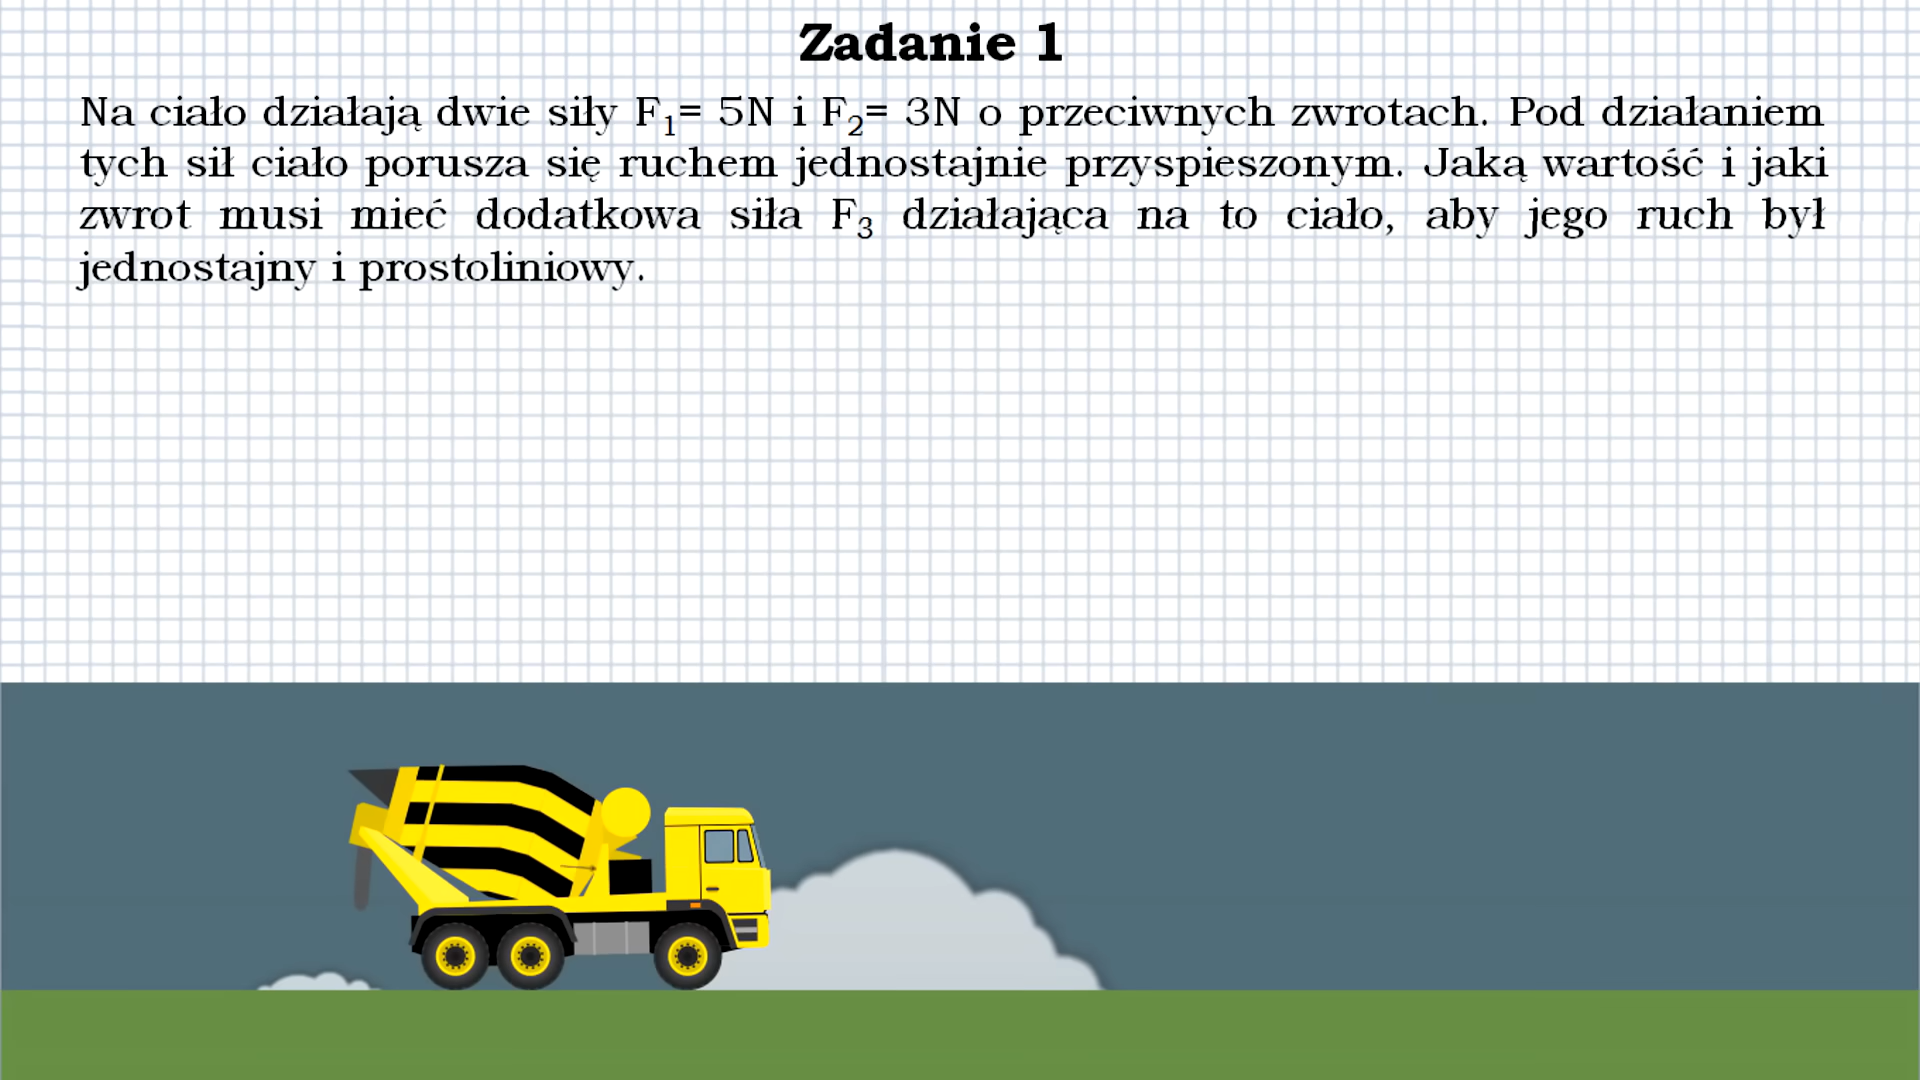 Zadanie 1
Na ciało działają dwie siły F₁= 5N i F₂= 3N o przeciwnych zwrotach. Pod działaniem
tych sił ciało porusza się ruchem jednostajnie przyspieszonym. Jaką wartość i jaki
zwrot musi mieć dodatkowa siła F₃ działająca na to ciało, aby jego ruch był
jednostajny i prostoliniowy.